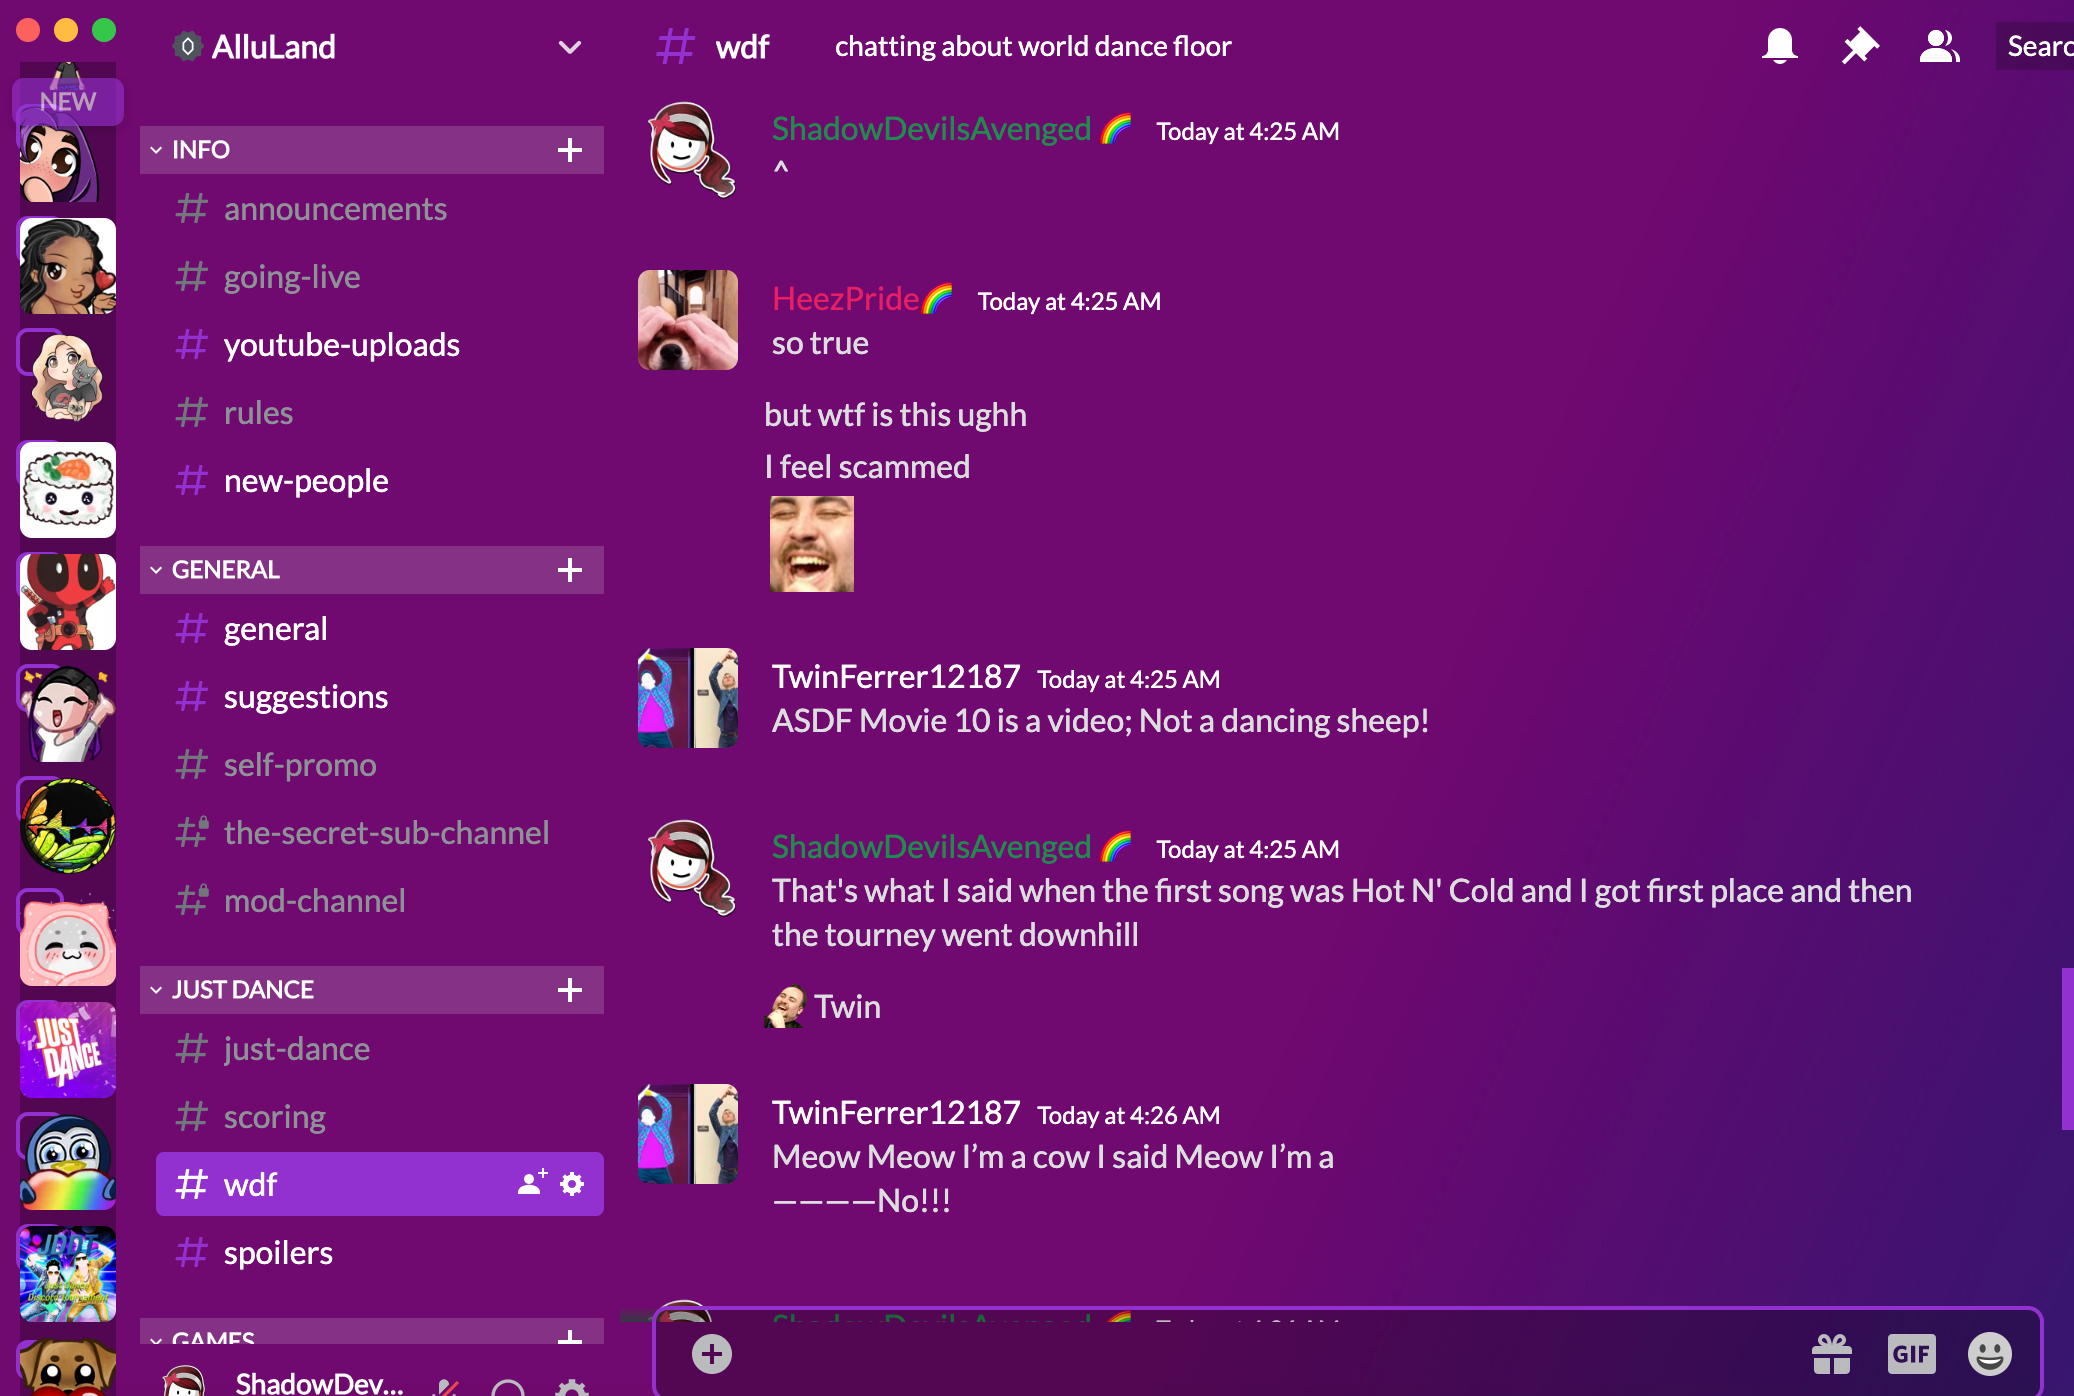 AlluLand
NEW
INFO
announcements
going-live
youtube-uploads
rules
new-people
GENERAL
general
suggestions
self-promo
the-secret-sub-channel
mod-channel
JUST DANCE
JUST DANCE
just-dance
scoring
wdf
spoilers
JDDT
GAMES
ShadowDev...
wdf
chatting about world dance floor
Searc
ShadowDevilsAvenged🌈 Today at 4:25 AM
^
HeezPride🌈 Today at 4:25 AM
so true
but wtf is this ughh
I feel scammed
TwinFerrer12187 Today at 4:25 AM
ASDF Movie 10 is a video; Not a dancing sheep!
ShadowDevilsAvenged🌈 Today at 4:25 AM
That's what I said when the first song was Hot N' Cold and I got first place and then
the tourney went downhill
Twin
TwinFerrer12187 Today at 4:26 AM
Meow Meow I’m a cow I said Meow I’m a
————No!!!
GIF